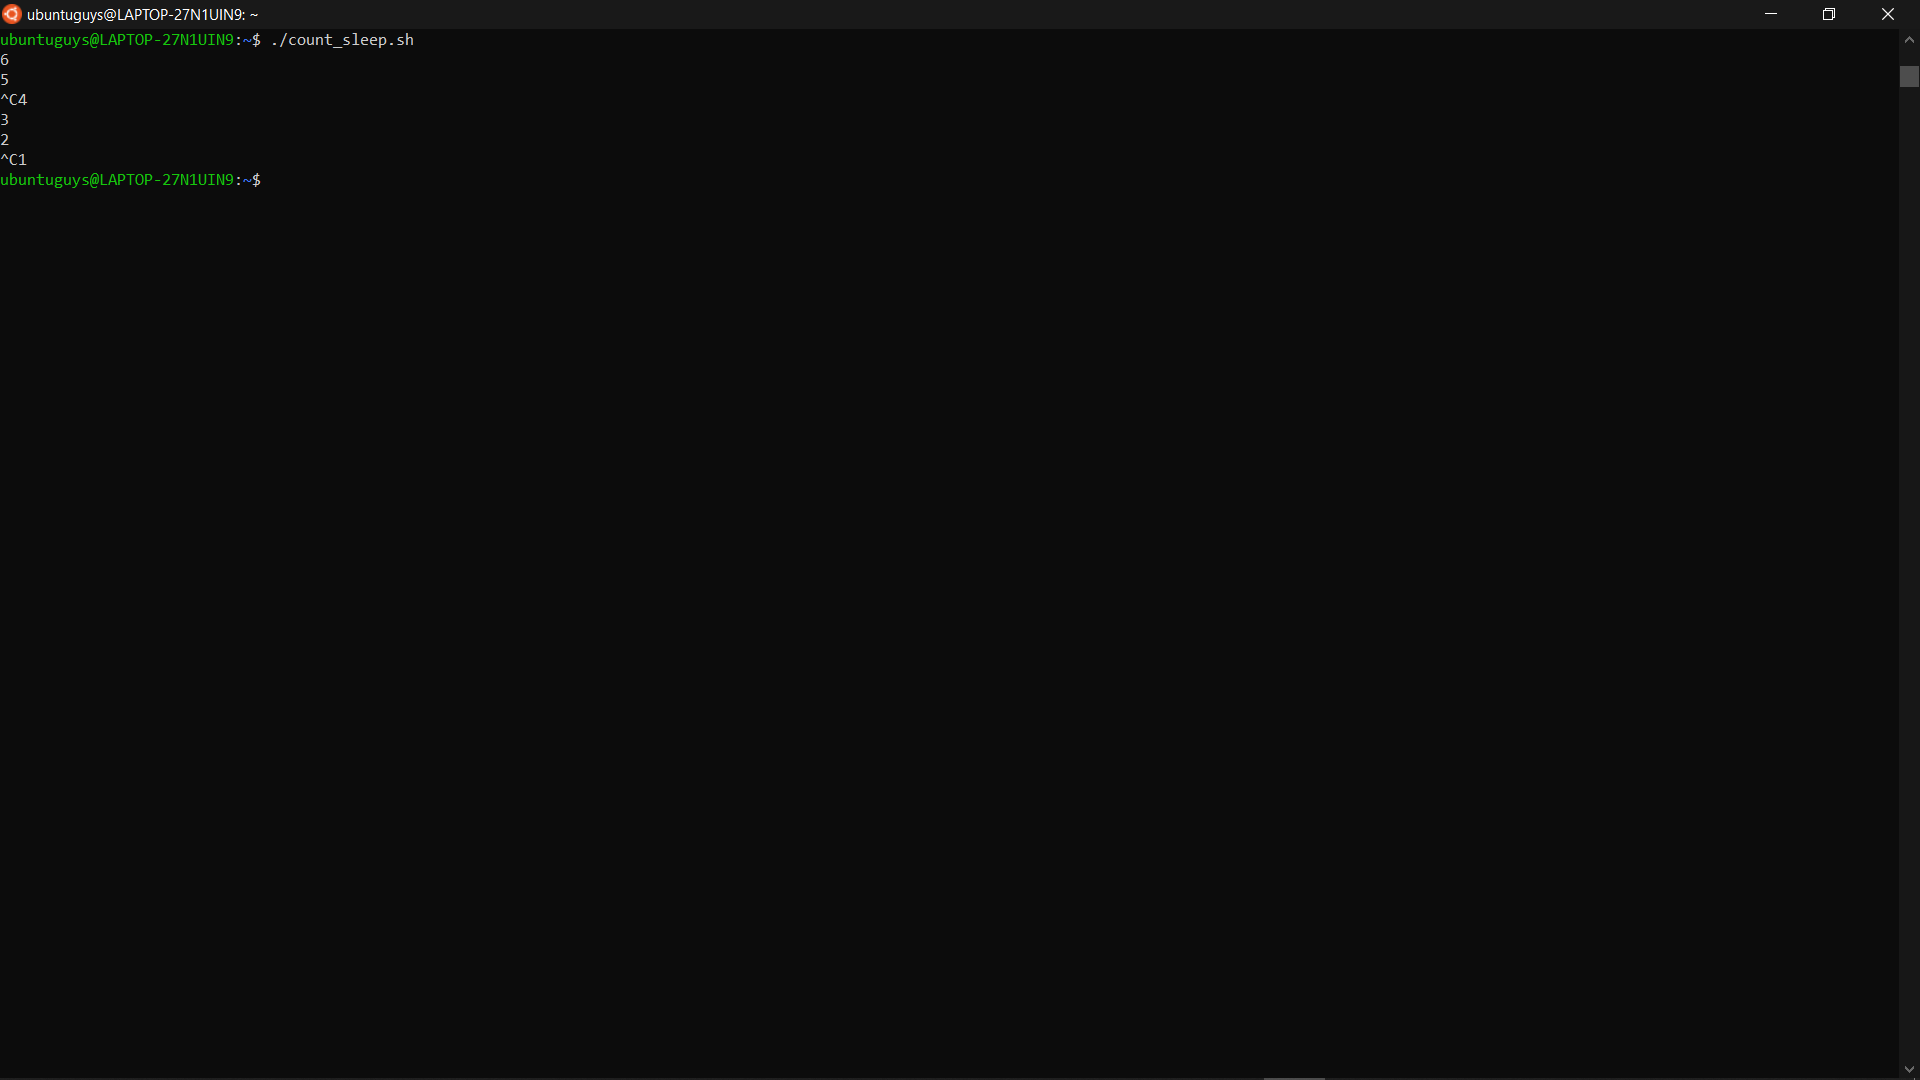 ubuntuguys@LAPTOP-27N1UIN9: ~
ubuntuguys@LAPTOP-27N1UIN9:~$ ./count_sleep.sh
6
5
^C4
3
2
^C1
ubuntuguys@LAPTOP-27N1UIN9:~$